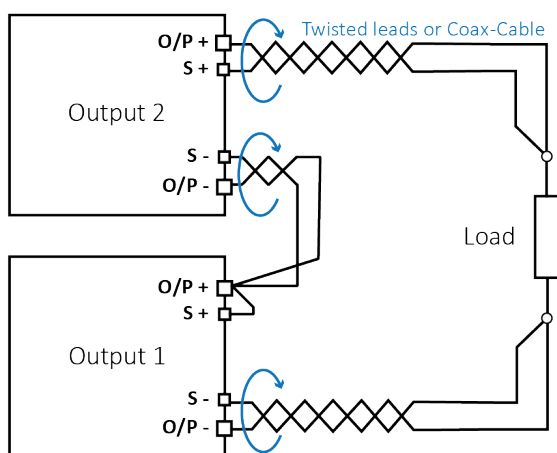 Twisted leads or Coax-Cable
O/P +
S +
Output 2
S -
O/P -
Load
O/P +
S +
Output 1
S -
O/P -